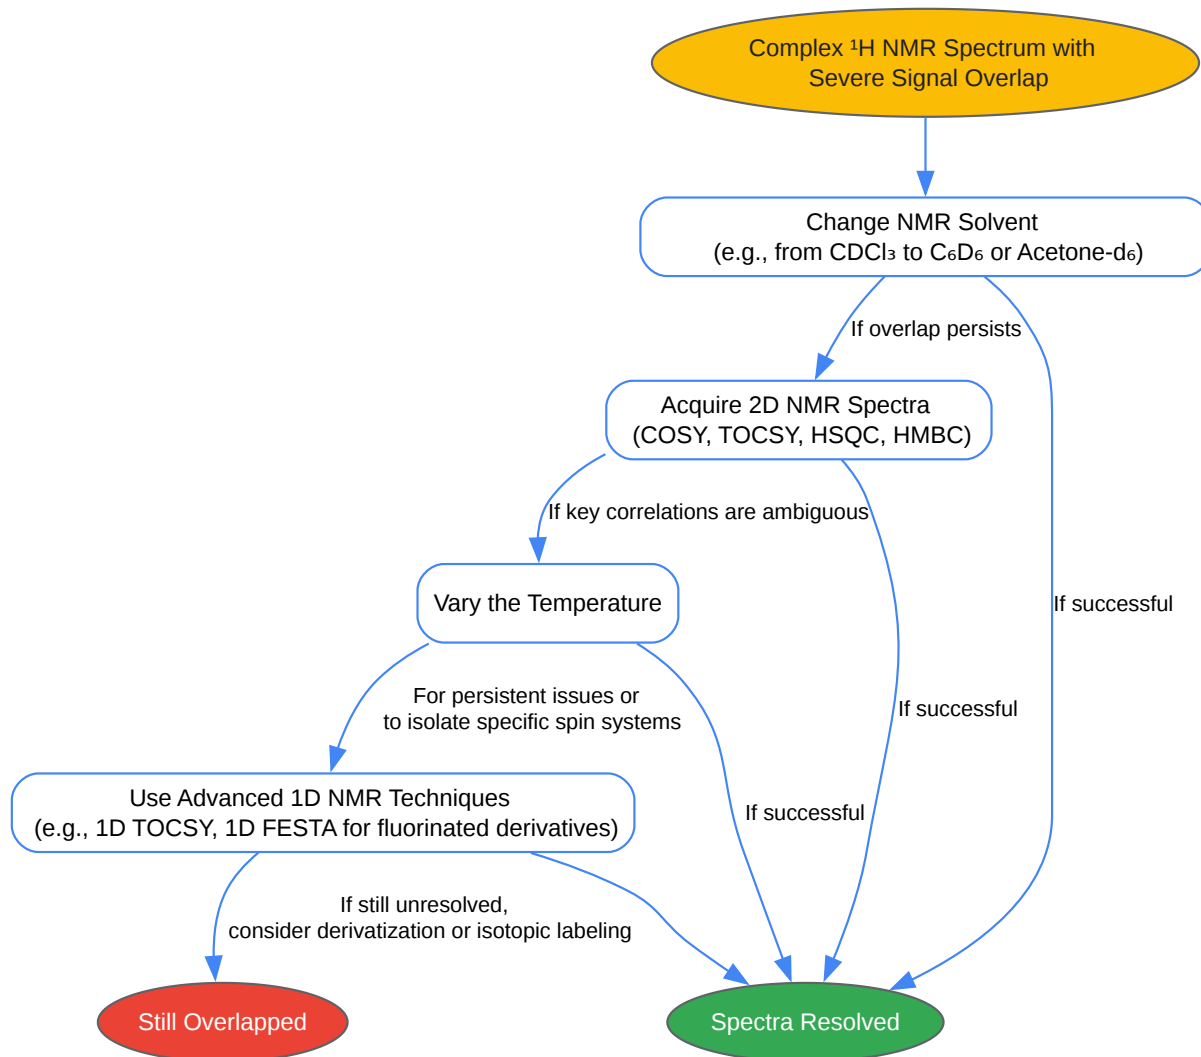 Complex ¹H NMR Spectrum with
Severe Signal Overlap
Change NMR Solvent
(e.g., from CDCl₃ to C₆D₆ or Acetone-d₆)
If overlap persists
Acquire 2D NMR Spectra
(COSY, TOCSY, HSQC, HMBC)
If key correlations are ambiguous
Vary the Temperature
If successful
For persistent issues or
to isolate specific spin systems
If successful
Use Advanced 1D NMR Techniques
(e.g., 1D TOCSY, 1D FESTA for fluorinated derivatives)
If successful
If still unresolved,
consider derivatization or isotopic labeling
Still Overlapped
Spectra Resolved